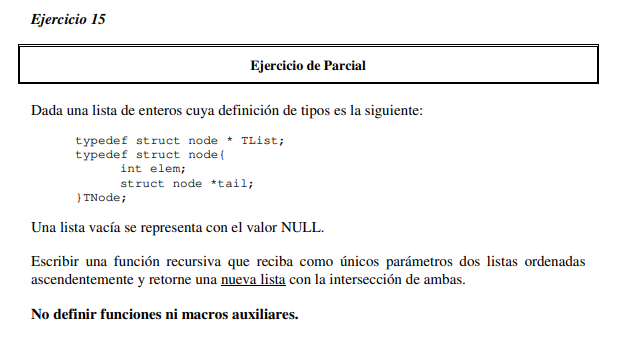 Ejercicio 15
Ejercicio de Parcial
Dada una lista de enteros cuya definición de tipos es la siguiente:
typedef struct node * TList;
typedef struct node{
int elem;
struct node *tail;
}TNode;
Una lista vacía se representa con el valor NULL.
Escribir una función recursiva que reciba como únicos parámetros dos listas ordenadas
ascendentemente y retorne una nueva lista con la intersección de ambas.
No definir funciones ni macros auxiliares.